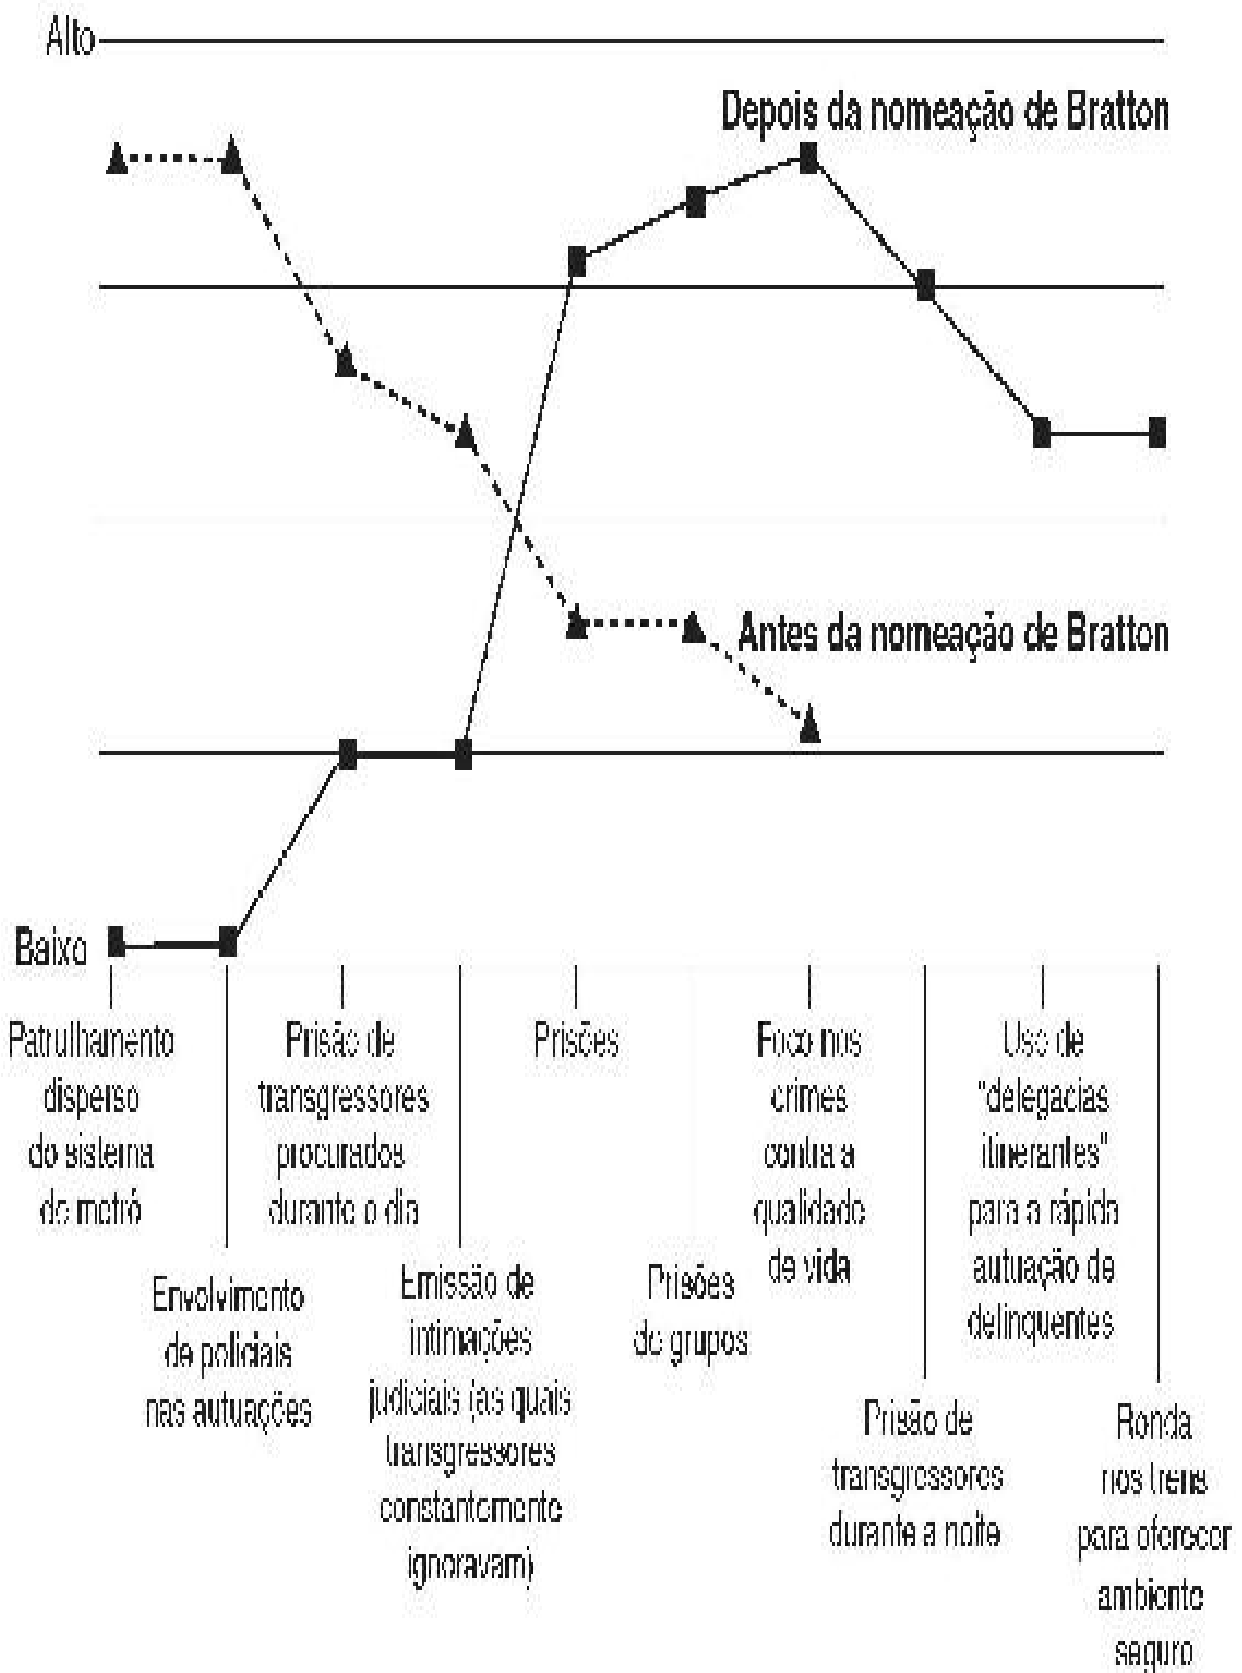 Alto
Depois da nomeação de Bratton
Antes da nomeação de Bratton
Baixo
Patrulhamento
disperso
do sistema
de metrô
Envolvimento
de policiais
nas autuações
Prisão de
transgressores
procurados
durante o dia
Emissão de
intimações
judiciais (as quais
transgressores
constantemente
ignoravam)
Prisões
Prisões
de grupos
Foco nos
crimes
contra a
qualidade
de vida
Prisão de
transgressores
durante a noite
Uso de
"delegacias
itinerantes"
para a rápida
autuação de
delinquentes
Ronda
nos trens
para oferecer
ambiente
seguro